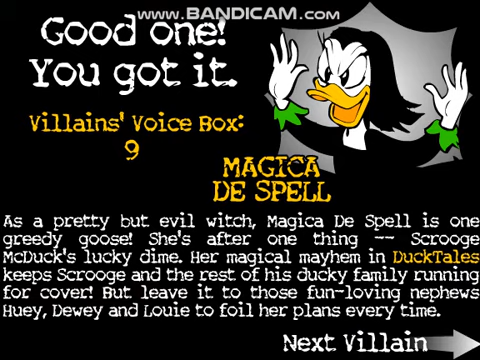 www.BANDICAM.com
Good one!
You got it.
Villains' Voice Box:
9
MAGICA
DE SPELL
As a pretty but evil witch, Magica De Spell is one
greedy goose! She's after one thing -- Scrooge
McDuck's lucky dime. Her magical mayhem in DuckTales
keeps Scrooge and the rest of his ducky family running
for cover! But leave it to those fun-loving nephews
Huey, Dewey and Louie to foil her plans every time.
Next Villain